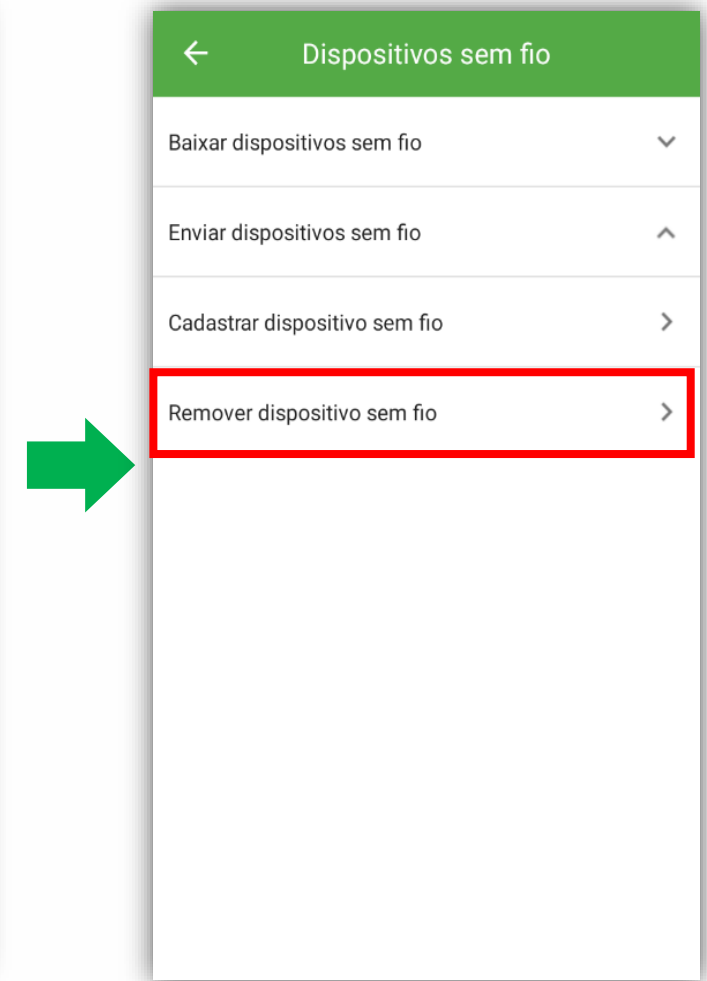 Dispositivos sem fio
Baixar dispositivos sem fio
Enviar dispositivos sem fio
Cadastrar dispositivo sem fio
Remover dispositivo sem fio